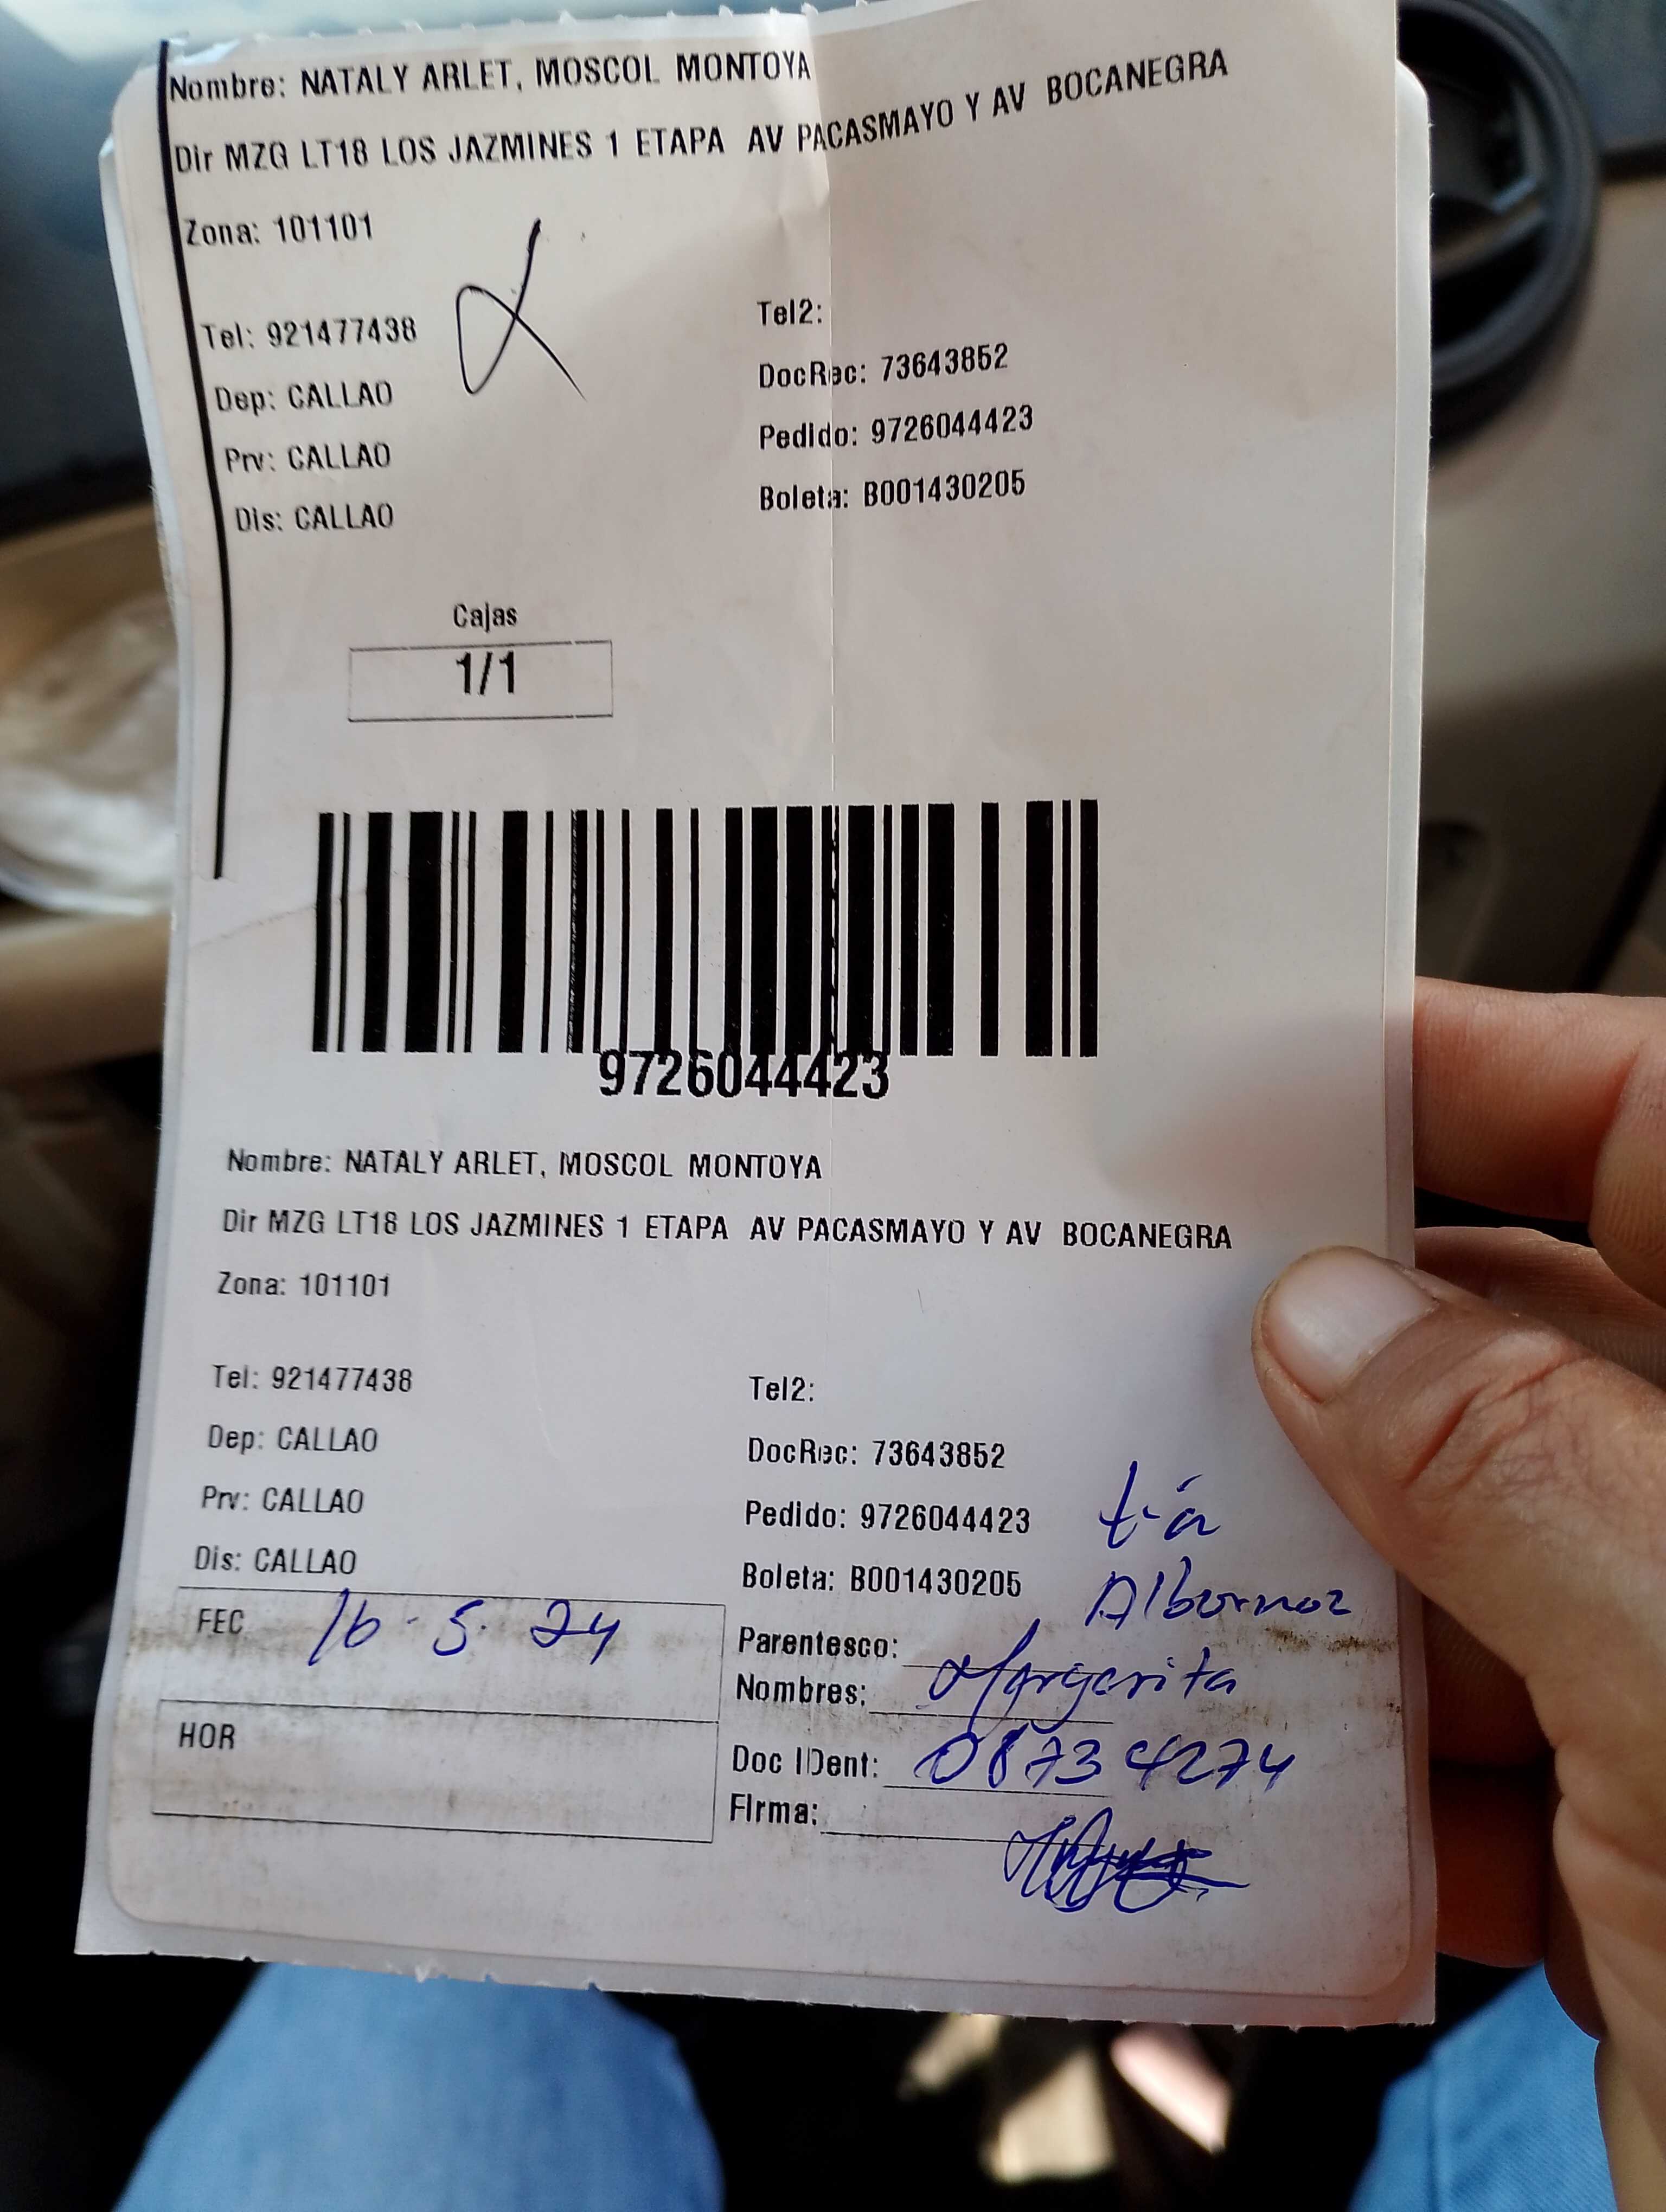 Nombre: NATALY ARLET, MOSCOL MONTOYA
Dir MZG LT18 LOS JAZMINES 1 ETAPA AV PACASMAYO Y AV BOCANEGRA
Zona: 101101
Tel: 921477438
Tel2:
Dep: CALLAO
DocRec: 73643852
Prv: CALLAO
Pedido: 9726044423
Dis: CALLAO
Boleta: B001430205
Cajas
1/1
9726044423
Nombre: NATALY ARLET, MOSCOL MONTOYA
Dir MZG LT18 LOS JAZMINES 1 ETAPA AV PACASMAYO Y AV BOCANEGRA
Zona: 101101
Tel: 921477438
Tel2:
Dep: CALLAO
DocRec: 73643852
Prv: CALLAO
Pedido: 9726044423
tía
Dis: CALLAO
Boleta: B001430205
Albornoz
FEC 16-5-24
Parentesco:
Nombres: Margarita
HOR
Doc IDent: 08734274
Firma: